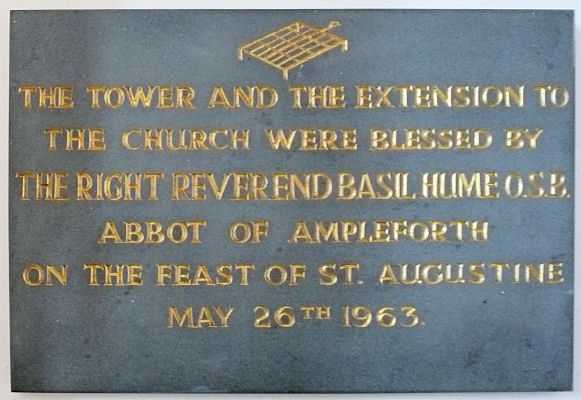 THE TOWER AND THE EXTENSION TO
THE CHURCH WERE BLESSED BY
THE RIGHT REVEREND BASIL HUME O.S.B.
ABBOT OF AMPLEFORTH
ON THE FEAST OF ST. AUGUSTINE
MAY 26TH 1963.